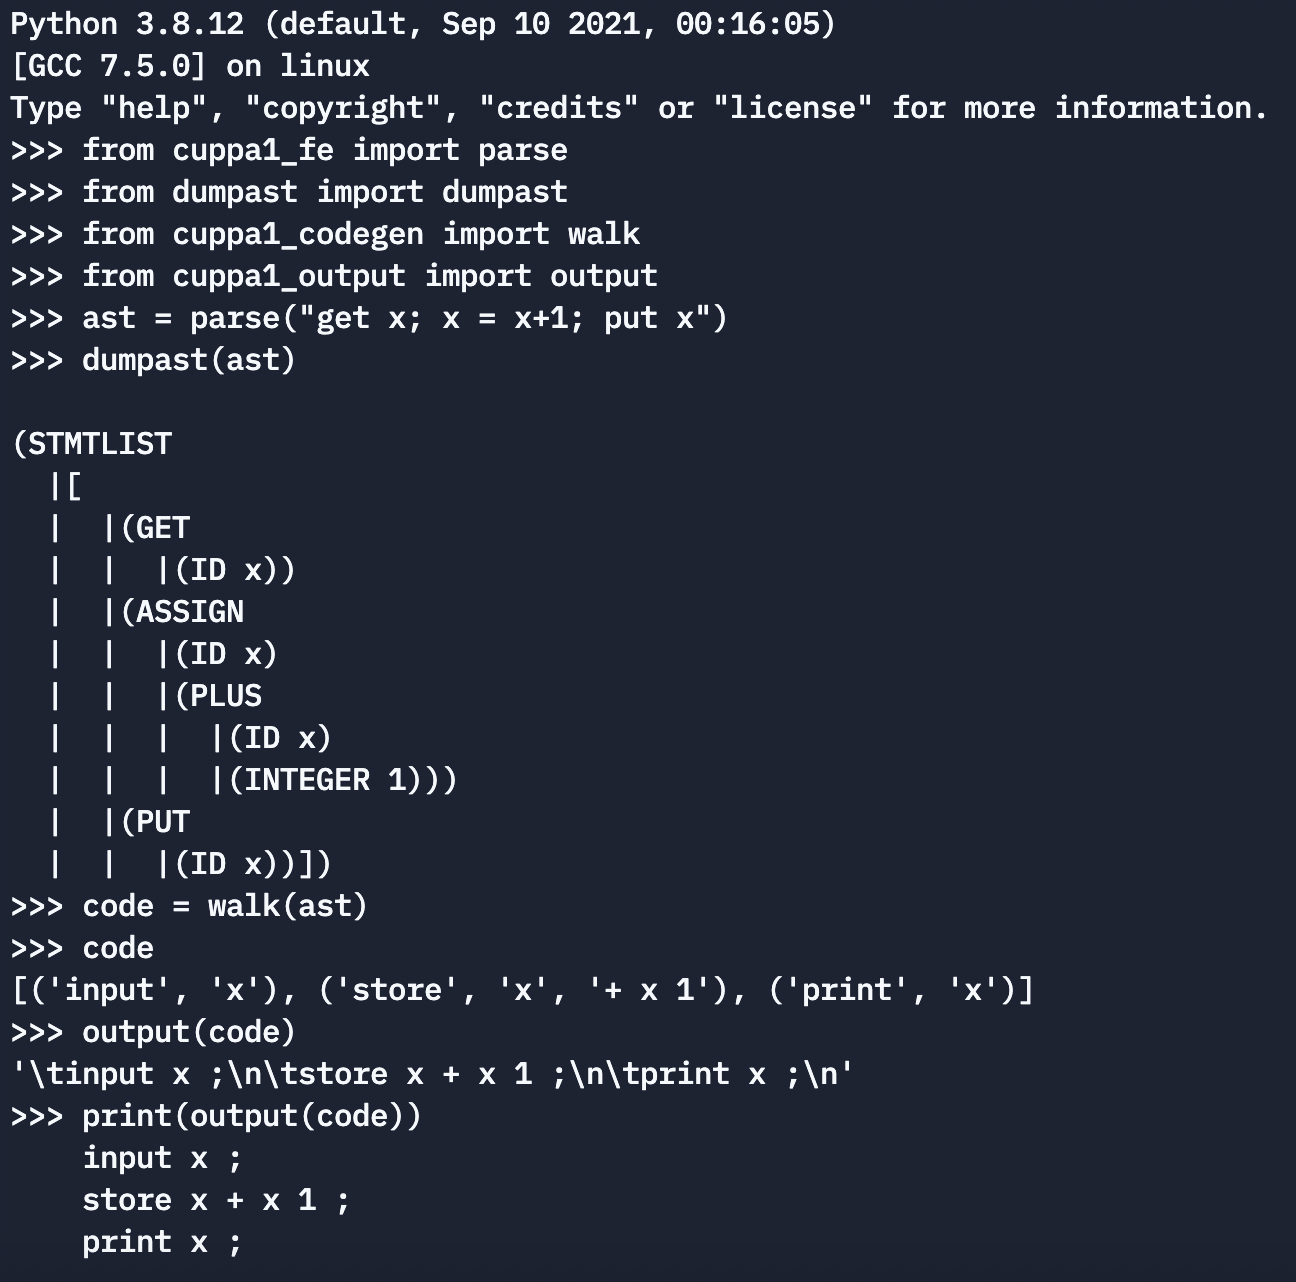 Python 3.8.12 (default, Sep 10 2021, 00:16:05)
[GCC 7.5.0] on linux
Type "help", "copyright", "credits" or "license" for more information.
>>> from cuppa1_fe import parse
>>> from dumpast import dumpast
>>> from cuppa1_codegen import walk
>>> from cuppa1_output import output
>>> ast = parse("get x; x = x+1; put x")
>>> dumpast(ast)

(STMTLIST
  |[
  |  |(GET
  |  |  |(ID x))
  |  |(ASSIGN
  |  |  |(ID x)
  |  |  |(PLUS
  |  |  |  |(ID x)
  |  |  |  |(INTEGER 1)))
  |  |(PUT
  |  |  |(ID x))])
>>> code = walk(ast)
>>> code
[('input', 'x'), ('store', 'x', '+ x 1'), ('print', 'x')]
>>> output(code)
'\tinput x ;\n\tstore x + x 1 ;\n\tprint x ;\n'
>>> print(output(code))
    input x ;
    store x + x 1 ;
    print x ;